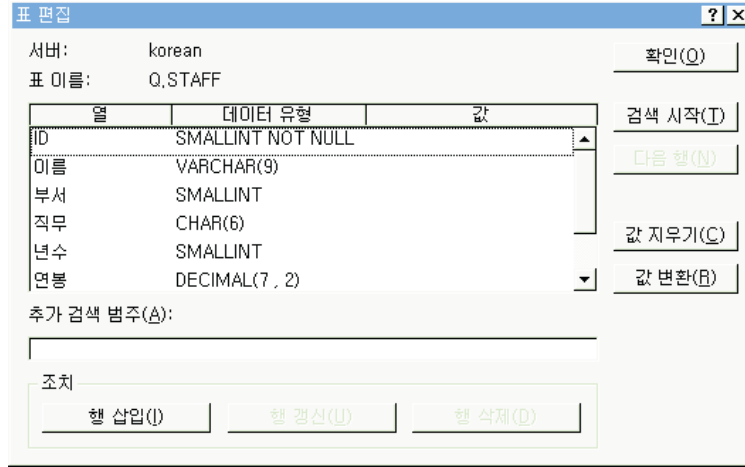 표 편집
서버: korean
표 이름: Q.STAFF
확인(O)
열 데이터 유형 값
검색 시작(T)
ID SMALLINT NOT NULL
이름 VARCHAR(9)
다음 행(N)
부서 SMALLINT
직무 CHAR(6)
값 지우기(C)
년수 SMALLINT
연봉 DECIMAL(7 , 2)
값 변환(R)
추가 검색 범주(A):
조치
행 삽입(I) 행 갱신(U) 행 삭제(D)